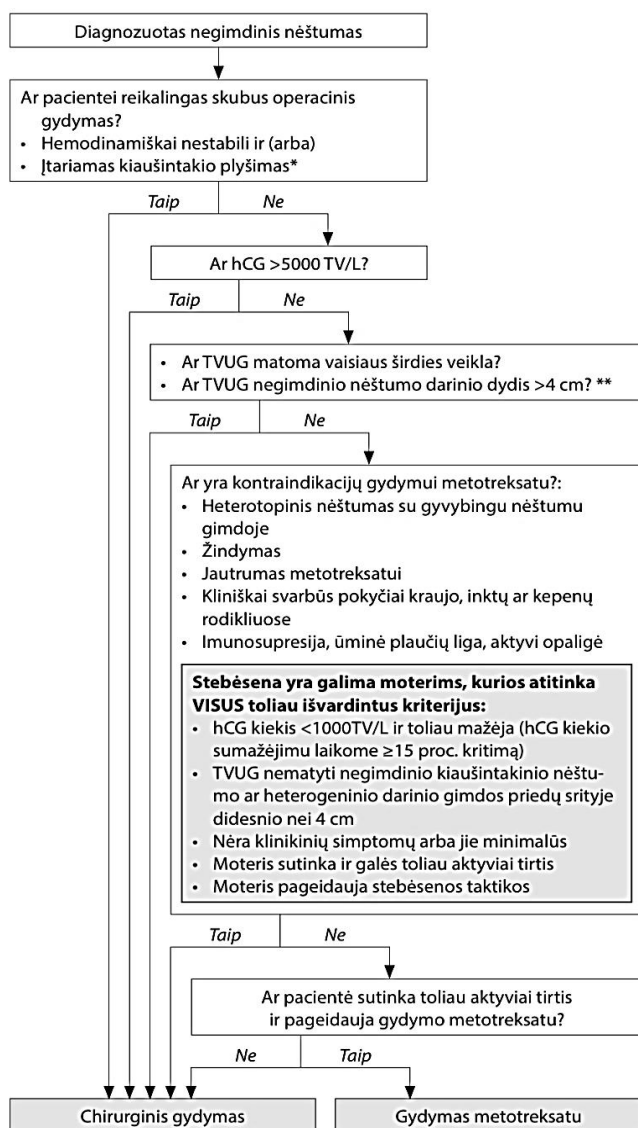 Diagnozuotas negimdinis nėštumas
Ar pacientei reikalingas skubus operacinis
gydymas?
• Hemodinamiškai nestabili ir (arba)
• Įtariamas kiaušintakio plyšimas*
Taip
Ne
Ar hCG >5000 TV/L?
Taip
Ne
• Ar TVUG matoma vaisiaus širdies veikla?
• Ar TVUG negimdinio nėštumo darinio dydis >4 cm? **
Taip
Ne
Ar yra kontraindikacijų gydymui metotreksatu?:
• Heterotopinis nėštumas su gyvybingu nėštumu
gimdoje
• Žindymas
• Jautrumas metotreksatui
• Kliniškai svarbūs pokyčiai kraujo, inktų ar kepenų
rodikliuose
• Imunosupresija, ūminė plaučių liga, aktyvi opaligė
Stebėsena yra galima moterims, kurios atitinka
VISUS toliau išvardintus kriterijus:
• hCG kiekis <1000TV/L ir toliau mažėja (hCG kiekio
sumažėjimu laikome ≥15 proc. kritimą)
• TVUG nematyti negimdinio kiaušintakinio nėštu-
mo ar heterogeninio darinio gimdos priedų srityje
didesnio nei 4 cm
• Nėra klinikinių simptomų arba jie minimalūs
• Moteris sutinka ir galės toliau aktyviai tirtis
• Moteris pageidauja stebėsenos taktikos
Taip
Ne
Ar pacientė sutinka toliau aktyviai tirtis
ir pageidauja gydymo metotreksatu?
Ne
Taip
Chirurginis gydymas
Gydymas metotreksatu